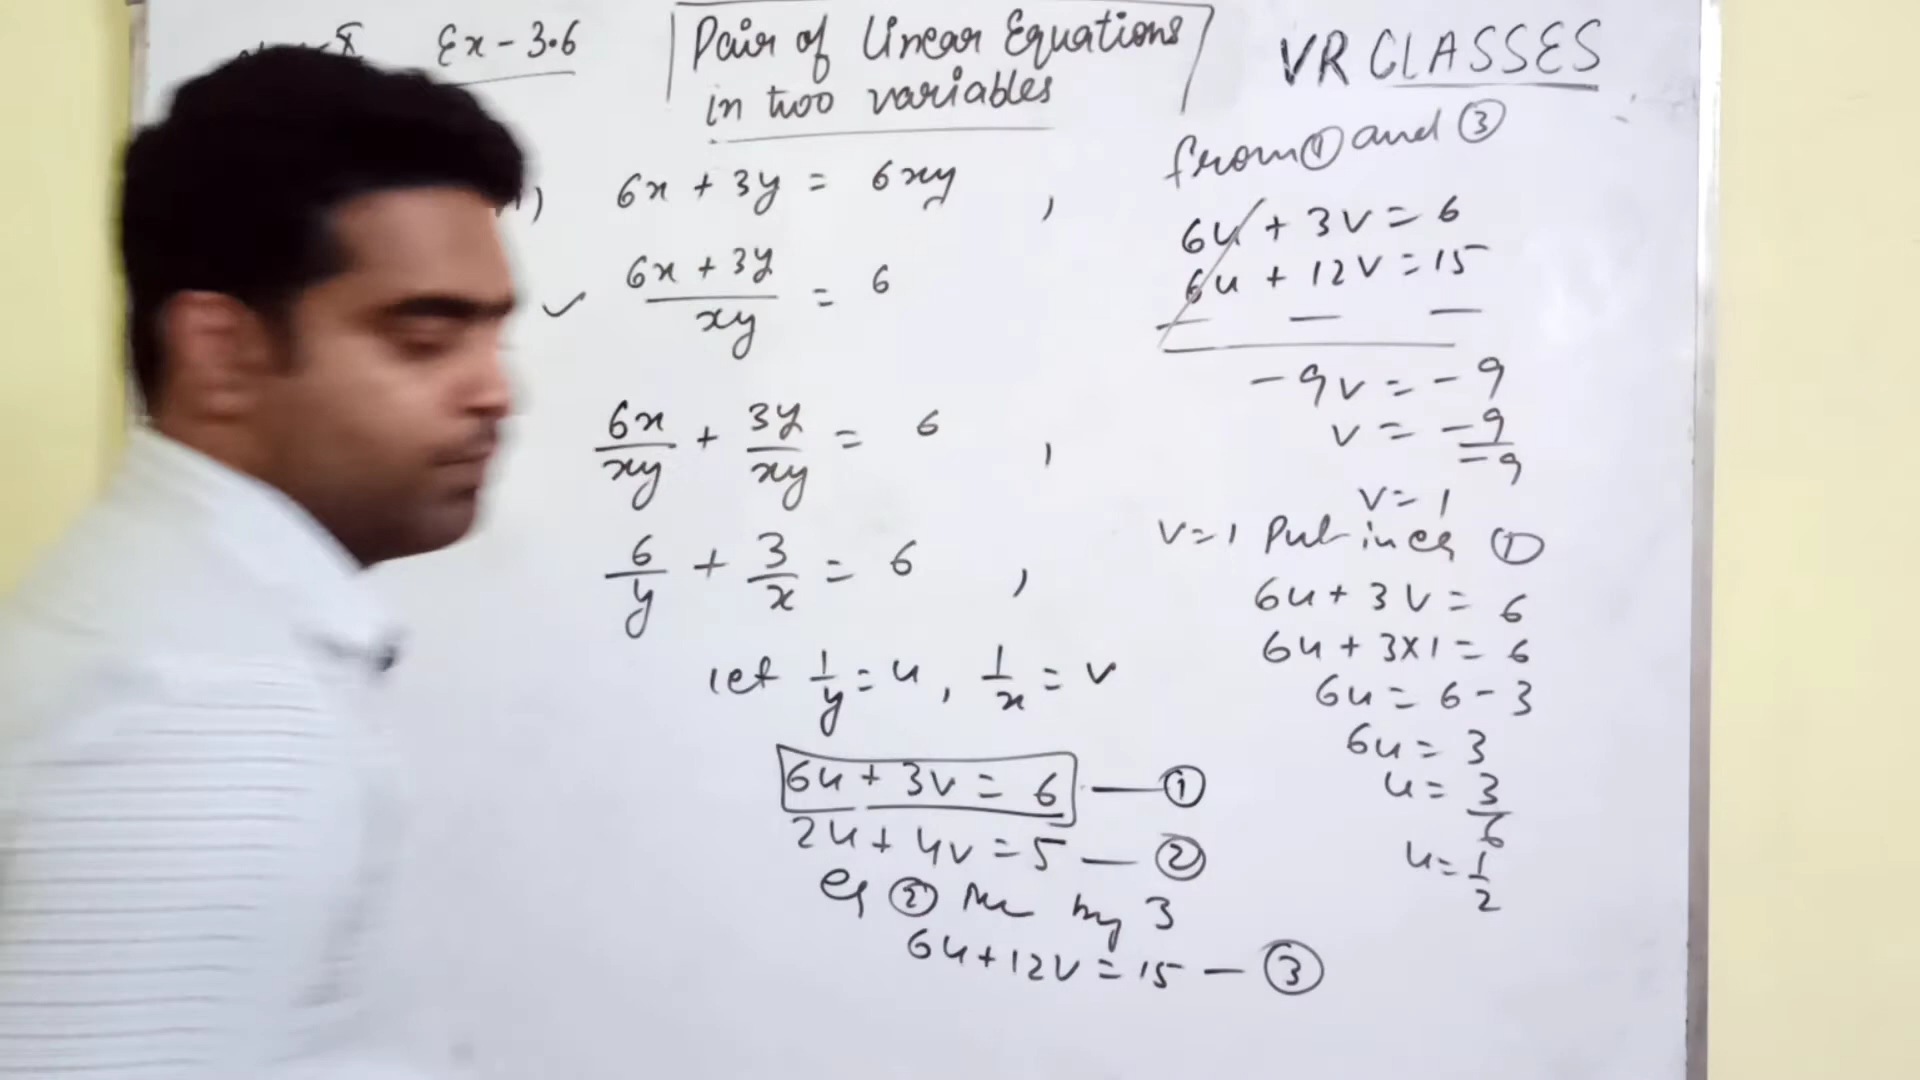 Ex - 3.6
Pair of Linear Equations
in two variables
VR CLASSES
6x + 3y = 6xy ,
6x + 3y / xy = 6
6x/xy + 3y/xy = 6 ,
6/y + 3/x = 6 ,
let 1/y = u , 1/x = v
6u + 3v = 6 — ①
2u + 4v = 5 — ②
eq ② by 3
6u + 12v = 15 — ③
from ① and ③
6u + 3v = 6
6u + 12v = 15
— — —
-9v = -9
v = -9/-9
v = 1
v = 1 Put in eq ①
6u + 3v = 6
6u + 3x1 = 6
6u = 6 - 3
6u = 3
u = 3/6
u = 1/2